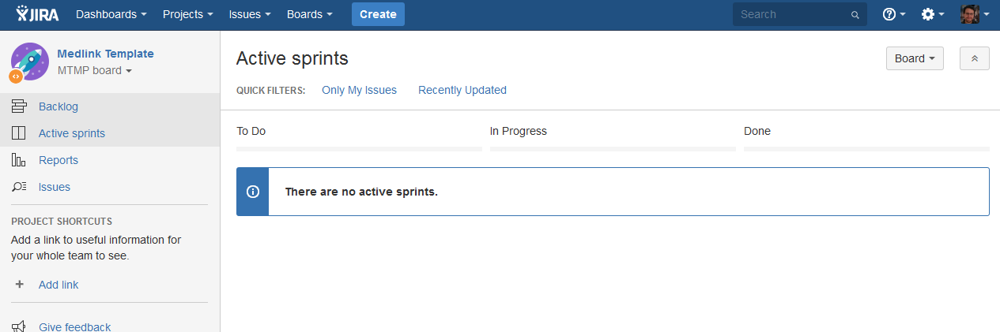 JIRA Dashboards Projects Issues Boards Create Search
Medlink Template
MTMP board
Backlog
Active sprints
Reports
Issues
PROJECT SHORTCUTS
Add a link to useful information for
your whole team to see.
Add link
Give feedback
Active sprints
Board
QUICK FILTERS: Only My Issues Recently Updated
To Do In Progress Done
There are no active sprints.